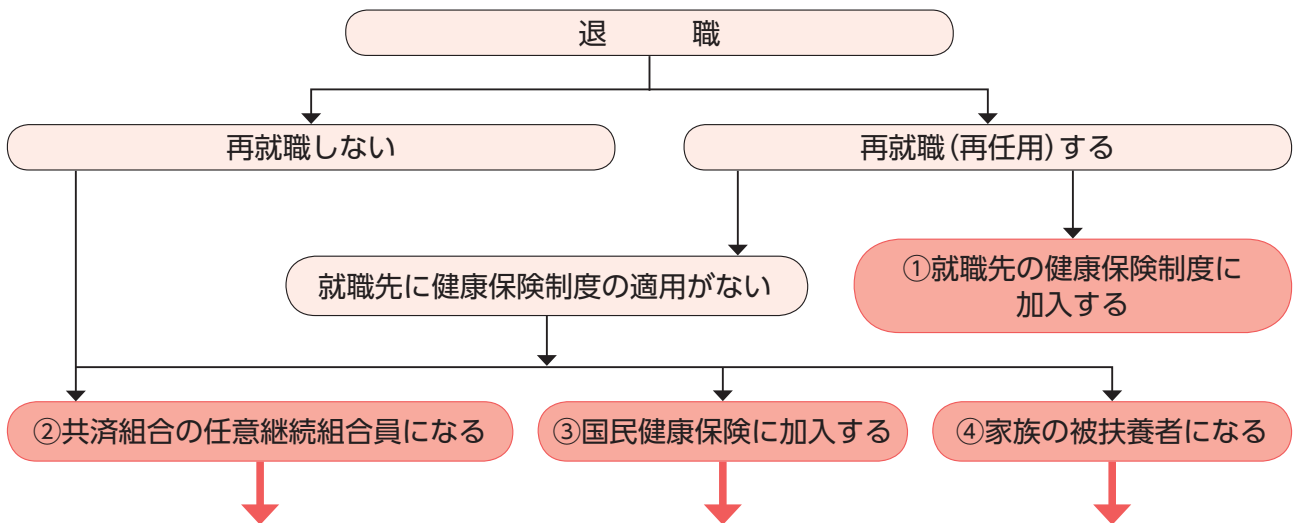 退　職
再就職しない
再就職（再任用）する
就職先に健康保険制度の適用がない
①就職先の健康保険制度に
加入する
②共済組合の任意継続組合員になる
③国民健康保険に加入する
④家族の被扶養者になる